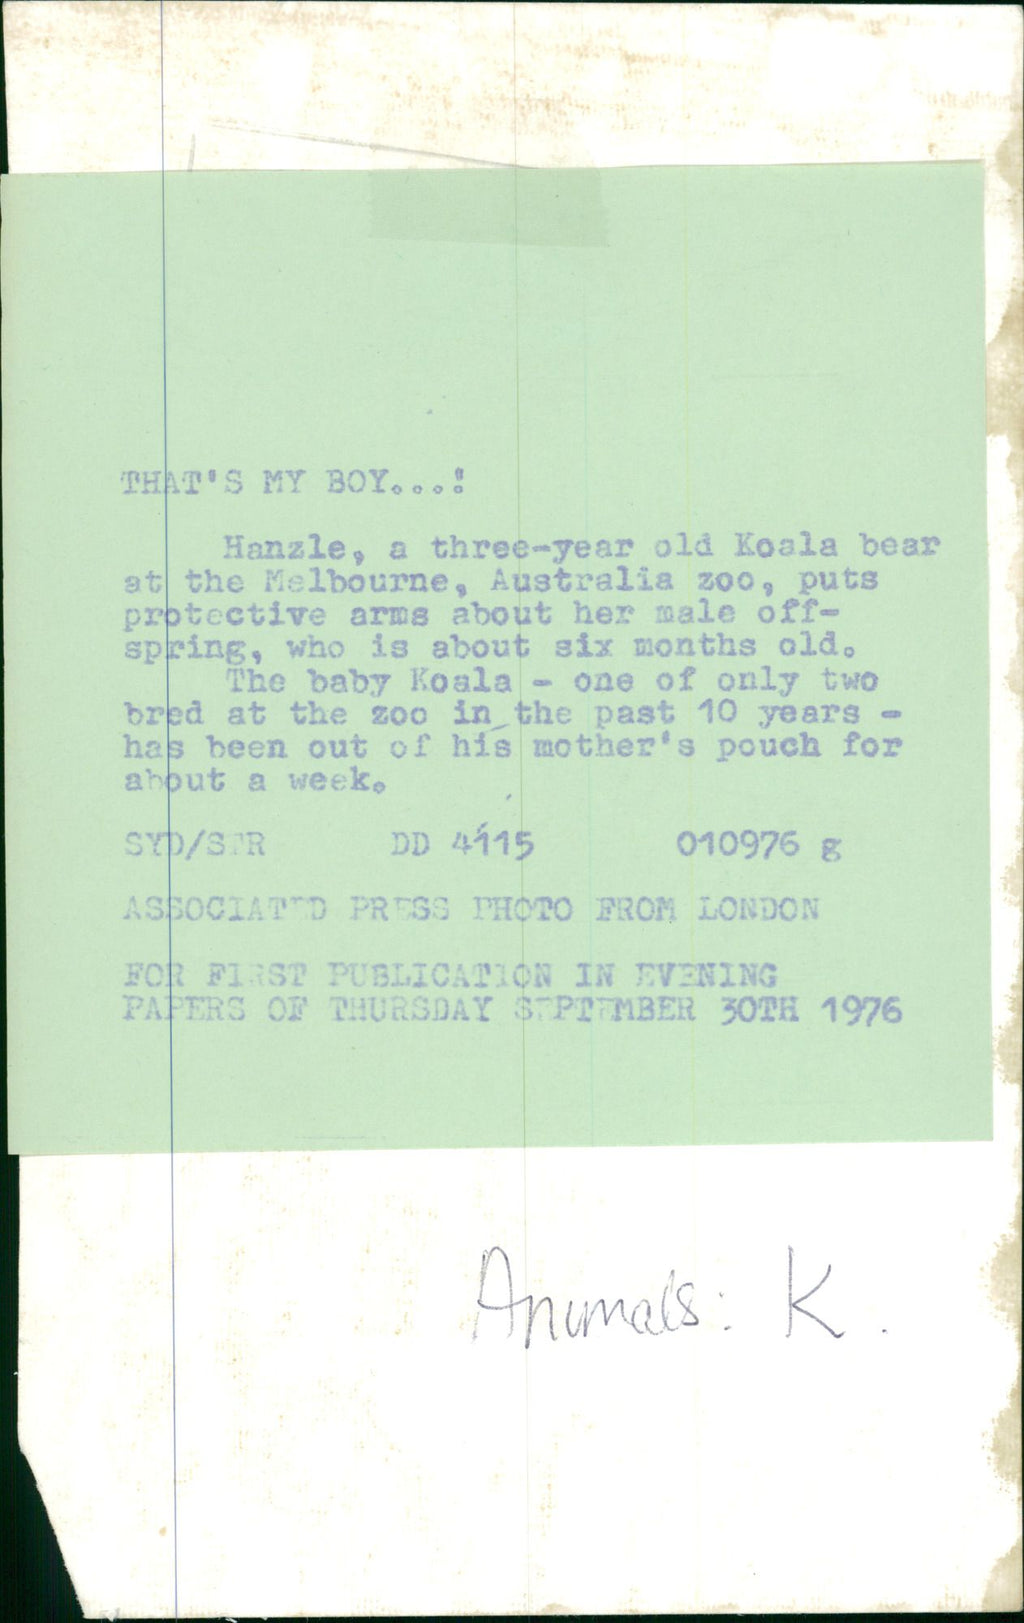 THAT'S MY BOY...!
Hanzle, a three-year old Koala bear
at the Melbourne, Australia zoo, puts
protective arms about her male off-
spring, who is about six months old.
The baby Koala - one of only two
bred at the zoo in the past 10 years -
has been out of his mother's pouch for
about a week.
SYD/STR DD 4115 010976 g
ASSOCIATED PRESS PHOTO FROM LONDON
FOR FIRST PUBLICATION IN EVENING
PAPERS OF THURSDAY SEPTEMBER 30TH 1976
Animals: K.